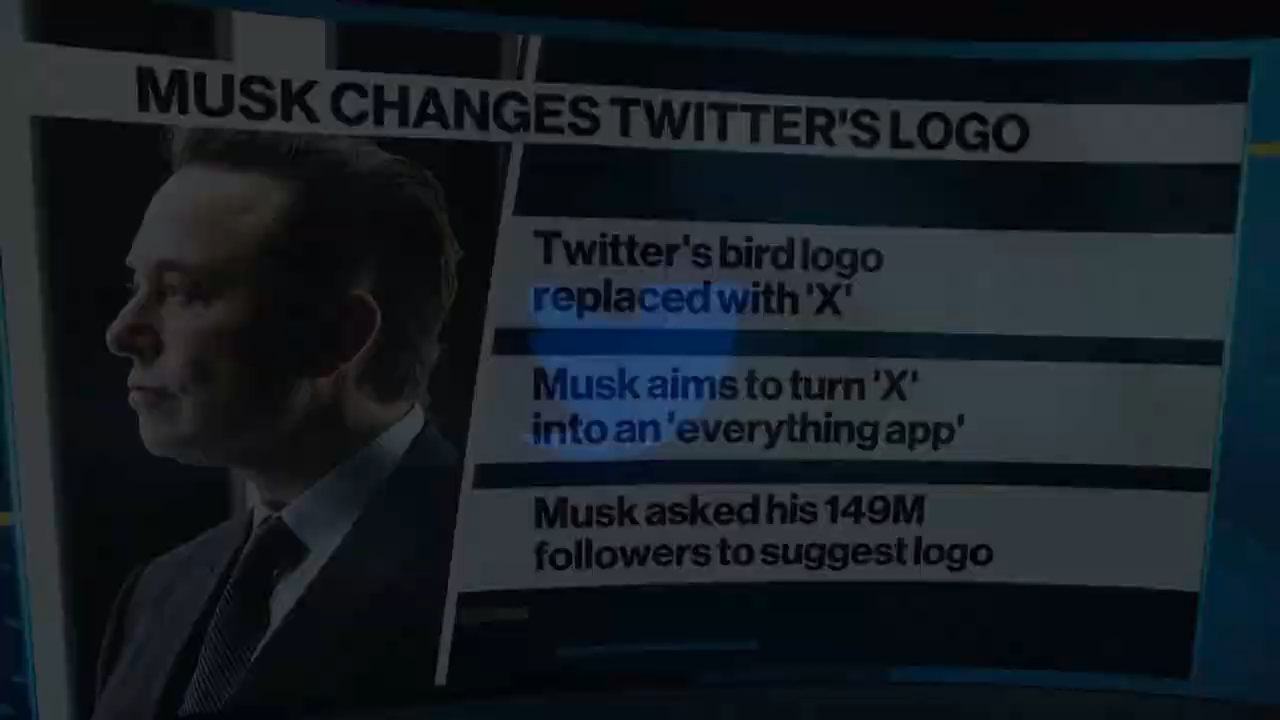 MUSK CHANGES TWITTER'S LOGO
Twitter's bird logo
replaced with 'X'
Musk aims to turn 'X'
into an 'everything app'
Musk asked his 149M
followers to suggest logo